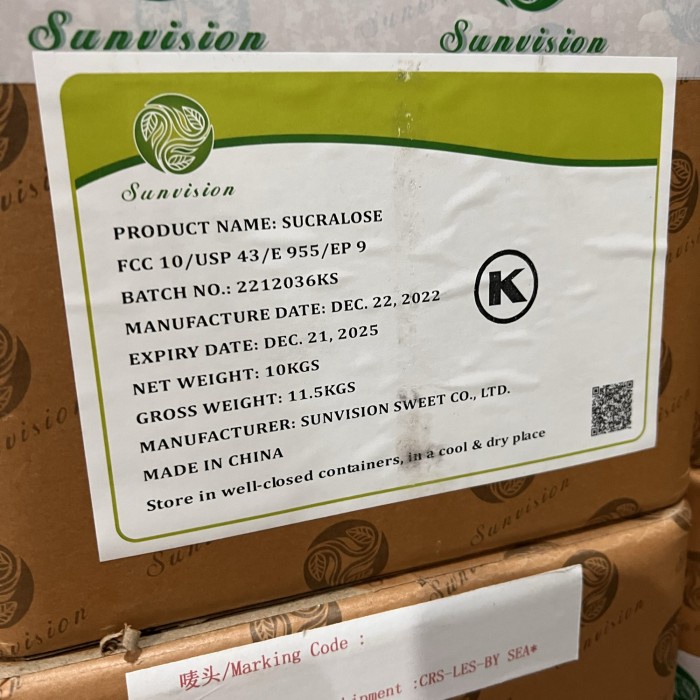 Sunvision
Sunvision
Sunvision
PRODUCT NAME: SUCRALOSE
FCC 10/USP 43/E 955/EP 9
BATCH NO.: 2212036KS
MANUFACTURE DATE: DEC. 22, 2022
EXPIRY DATE: DEC. 21, 2025
NET WEIGHT: 10KGS
GROSS WEIGHT: 11.5KGS
MANUFACTURER: SUNVISION SWEET CO., LTD.
MADE IN CHINA
Store in well-closed containers, in a cool & dry place
K
Sunvision
唛头/Marking Code :
:CRS-LES-BY SEA*